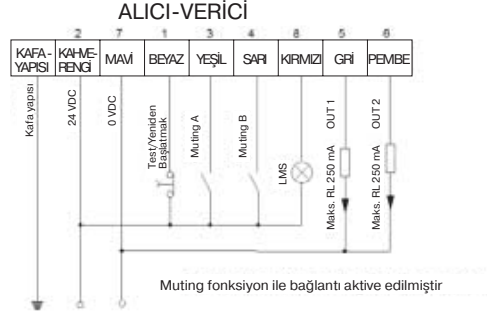 ALICI-VERİCİ
2 7 1 3 4 8 5 6
KAFA-
YAPISI
KAHVE-
RENGİ
MAVİ
BEYAZ
YEŞİL
SARI
KIRMIZI
GRİ
PEMBE
Kafa yapısı
24 VDC
0 VDC
Test/Yeniden
Başlatmak
Muting A
Muting B
LMS
Maks. RL 250 mA OUT 1
Maks. RL 250 mA OUT 2
Muting fonksiyon ile bağlantı aktive edilmiştir